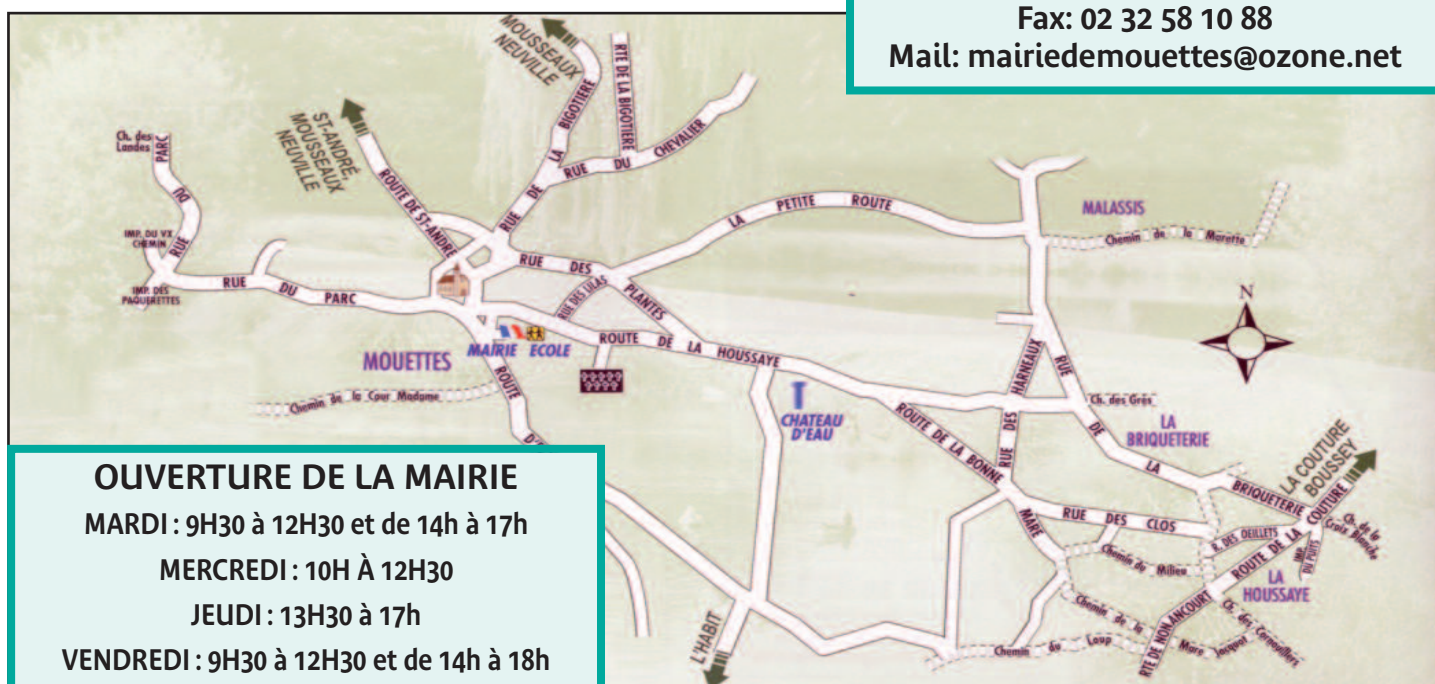 Fax: 02 32 58 10 88
Mail: mairiedemouettes@ozone.net
MOUSSEAUX
NEUVILLE
ST-ANDRÉ,
MOUSSEAUX
NEUVILLE
RTE DE LA BIGOTIERE
RUE DE LA BIGOTIERE
RUE DU CHEVALIER
Ch. des
Landes
RUE DU PARC
IMP. DU VX
CHEMIN
IMP. DES
PAQUERETTES
RUE DU PARC
ROUTE DE ST-ANDRÉ
RUE DES PLANTES
RUE DES LILAS
LA PETITE ROUTE
MALASSIS
Chemin de la Marette
N
MOUETTES
MAIRIE ECOLE
ROUTE DE LA HOUSSAYE
Chemin de la Cour Madame
ROUTE
CHATEAU
D'EAU
ROUTE DE LA BONNE MARE
RUE DES HARNEAUX
RUE DE LA BRIQUETERIE
Ch. des Grés
LA
BRIQUETERIE
LA COUTURE
BOUSSEY
RUE DES CLOS
R. DES OEILLETS
ROUTE DE LA COUTURE
Ch. de la
Croix Blanche
IMP.
DU PUITS
Chemin du Milieu
LA
HOUSSAYE
RTE DE NONANCOURT
Ch. des Cornouillers
Chemin de la Mare Jacquot
Chemin du Loup
L'HABIT
OUVERTURE DE LA MAIRIE
MARDI : 9H30 à 12H30 et de 14h à 17h
MERCREDI : 10H À 12H30
JEUDI : 13H30 à 17h
VENDREDI : 9H30 à 12H30 et de 14h à 18h